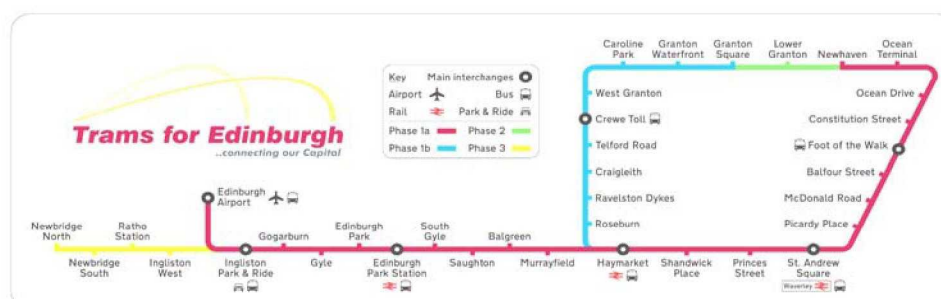 Trams for Edinburgh
...connecting our Capital
Key Main interchanges
Airport Bus
Rail Park & Ride
Phase 1a Phase 2
Phase 1b Phase 3
Caroline
Park
Granton
Waterfront
Granton
Square
Lower
Granton
Newhaven
Ocean
Terminal
West Granton
Crewe Toll
Telford Road
Craigleith
Ravelston Dykes
Roseburn
Ocean Drive
Constitution Street
Foot of the Walk
Balfour Street
McDonald Road
Picardy Place
Edinburgh
Airport
Newbridge
North
Ratho
Station
Gogarburn
Edinburgh
Park
South
Gyle
Balgreen
Newbridge
South
Ingliston
West
Ingliston
Park & Ride
Gyle
Edinburgh
Park Station
Saughton
Murrayfield
Haymarket
Shandwick
Place
Princes
Street
St. Andrew
Square
Waverley